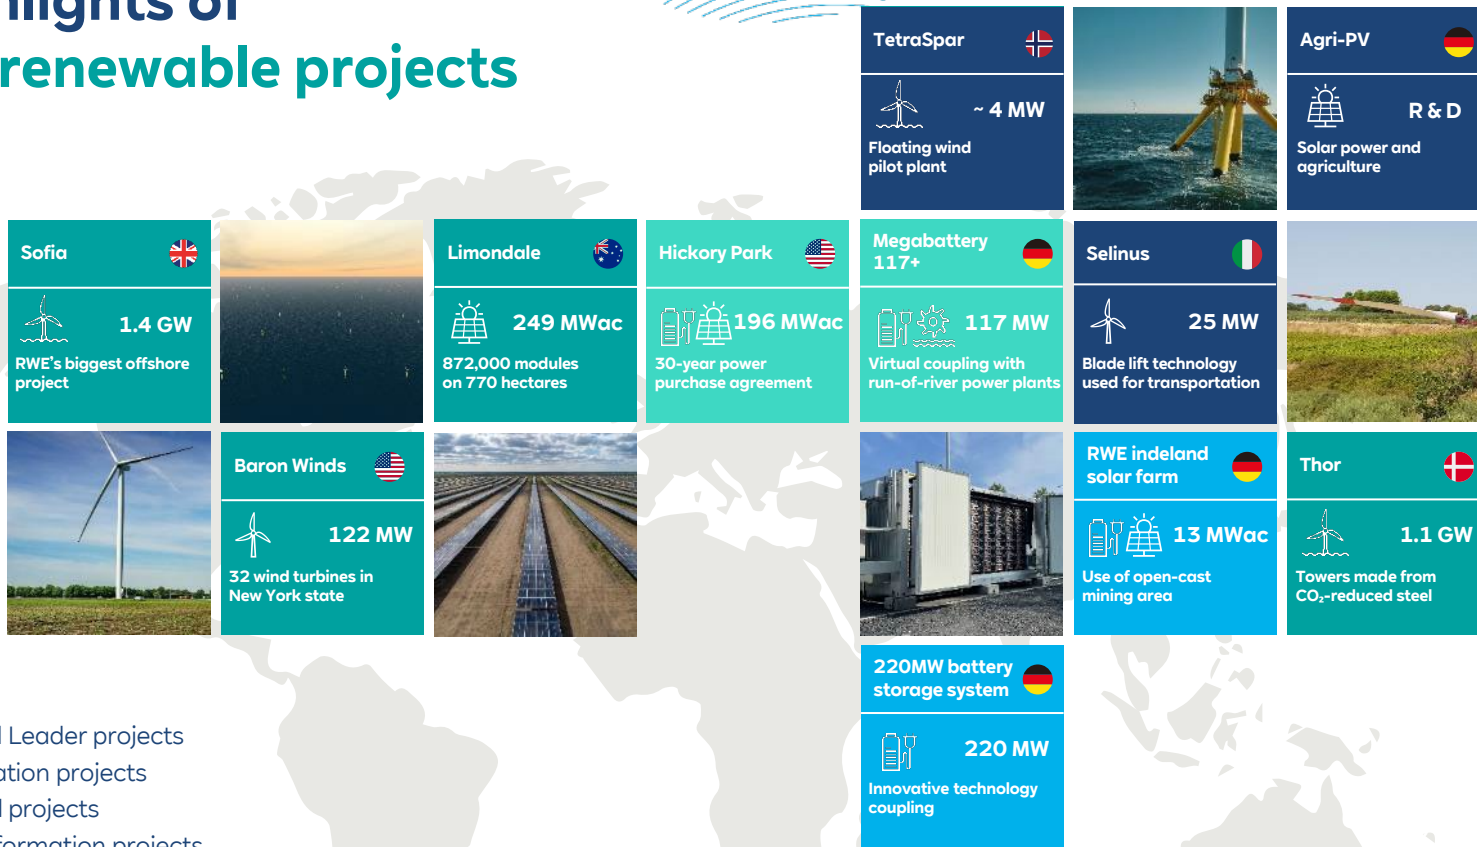 renewable projects
TetraSpar
~ 4 MW
Floating wind
pilot plant
Agri-PV
R & D
Solar power and
agriculture
Sofia
1.4 GW
RWE's biggest offshore
project
Limondale
249 MWac
872,000 modules
on 770 hectares
Hickory Park
196 MWac
30-year power
purchase agreement
Megabattery
117+
117 MW
Virtual coupling with
run-of-river power plants
Selinus
25 MW
Blade lift technology
used for transportation
Baron Winds
122 MW
32 wind turbines in
New York state
RWE indeland
solar farm
13 MWac
Use of open-cast
mining area
Thor
1.1 GW
Towers made from
CO₂-reduced steel
220MW battery
storage system
220 MW
Innovative technology
coupling
Leader projects
projects
projects
projects